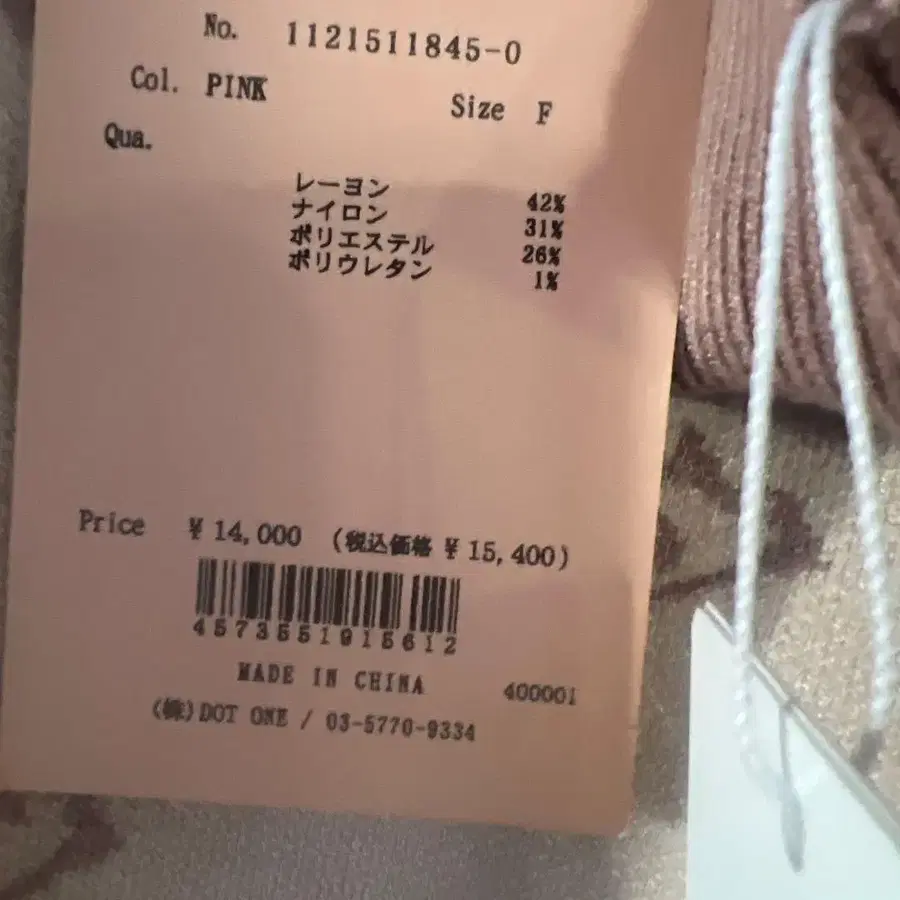 No. 1121511845-0
Col. PINK Size F
Qua.
レーヨン 42%
ナイロン 31%
ポリエステル 26%
ポリウレタン 1%
Price ¥14,000 (税込価格 ¥15,400)
4573551915612
MADE IN CHINA 400001
(株)DOT ONE / 03-5770-9334